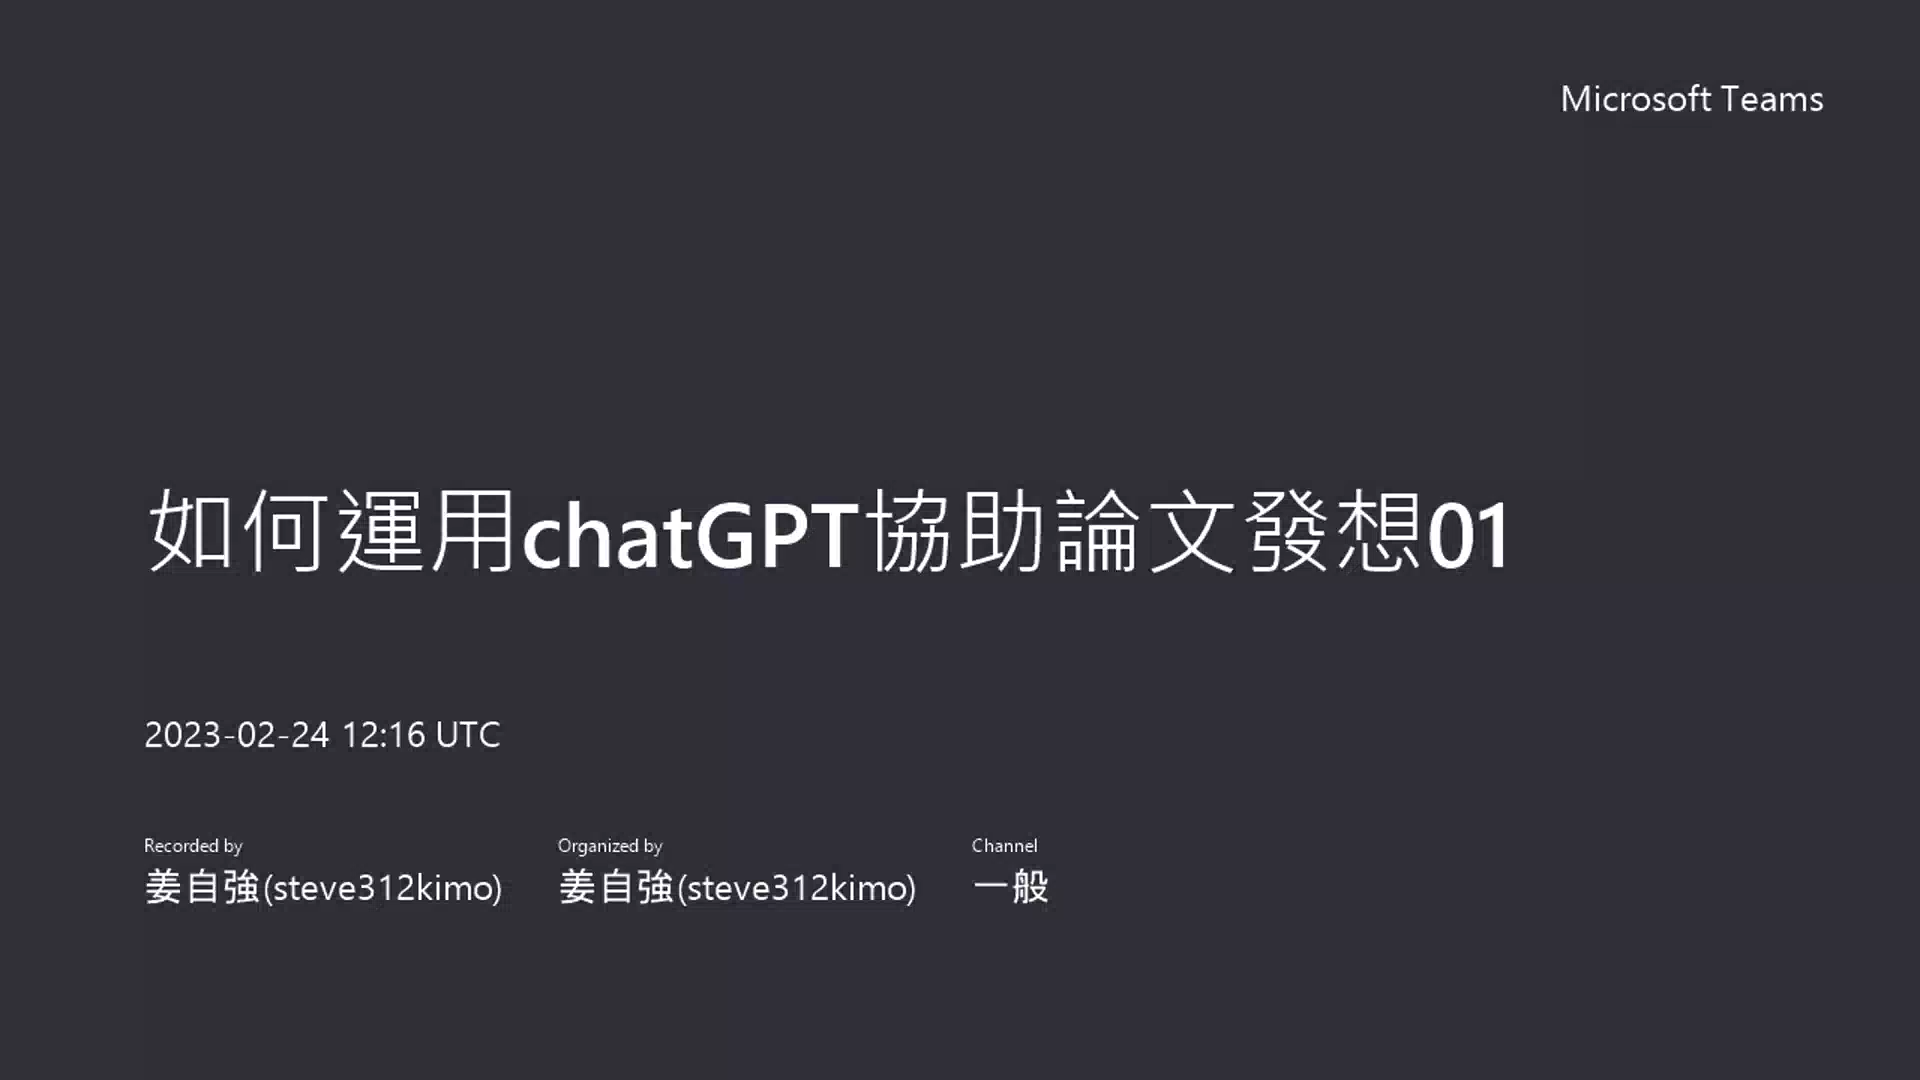 Microsoft Teams
如何運用chatGPT協助論文發想01
2023-02-24 12:16 UTC
Recorded by
姜自強(steve312kimo)
Organized by
姜自強(steve312kimo)
Channel
一般